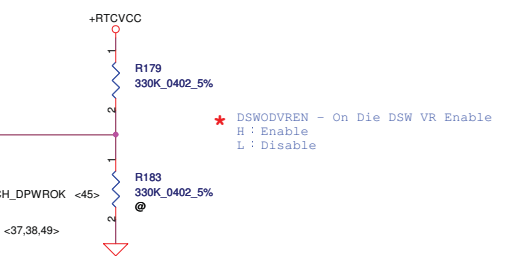 +RTCVCC
1
R179
330K_0402_5%
2
* DSWODVREN - On Die DSW VR Enable
H：Enable
L：Disable
1
R183
CH_DPWROK <45> 330K_0402_5%
@
2
<37,38,49>